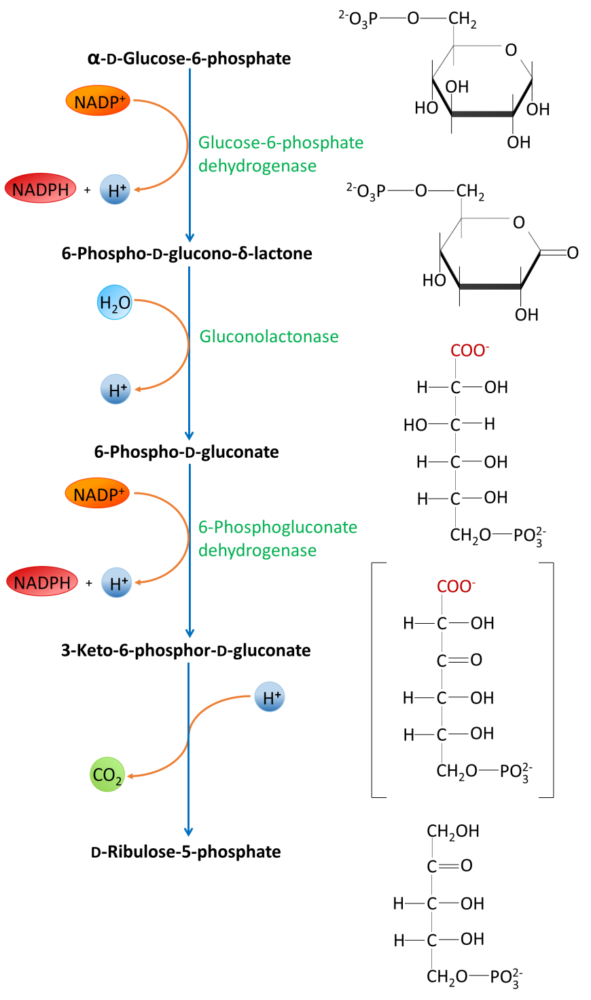 α-D-Glucose-6-phosphate
NADP⁺
Glucose-6-phosphate
dehydrogenase
NADPH + H⁺
6-Phospho-D-glucono-δ-lactone
H₂O
Gluconolactonase
H⁺
6-Phospho-D-gluconate
NADP⁺
6-Phosphogluconate
dehydrogenase
NADPH + H⁺
3-Keto-6-phosphor-D-gluconate
H⁺
CO₂
D-Ribulose-5-phosphate
²⁻O₃P—O—CH₂
O
OH
HO
OH
OH
²⁻O₃P—O—CH₂
O
O
HO
OH
COO⁻
H—C—OH
HO—C—H
H—C—OH
H—C—OH
CH₂O—PO₃²⁻
COO⁻
H—C—OH
C=O
H—C—OH
H—C—OH
CH₂O—PO₃²⁻
CH₂OH
C=O
H—C—OH
H—C—OH
CH₂O—PO₃²⁻